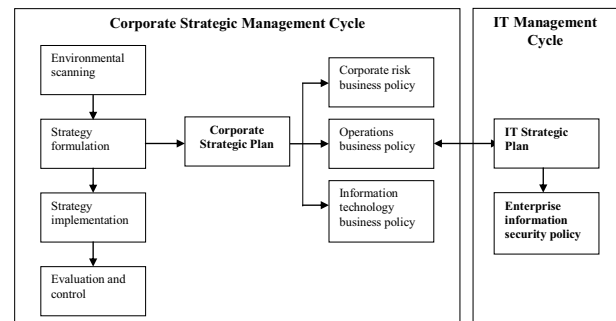 Corporate Strategic Management Cycle
Environmental
scanning
Strategy
formulation
Strategy
implementation
Evaluation and
control
Corporate
Strategic Plan
Corporate risk
business policy
Operations
business policy
Information
technology
business policy
IT Management
Cycle
IT Strategic
Plan
Enterprise
information
security policy